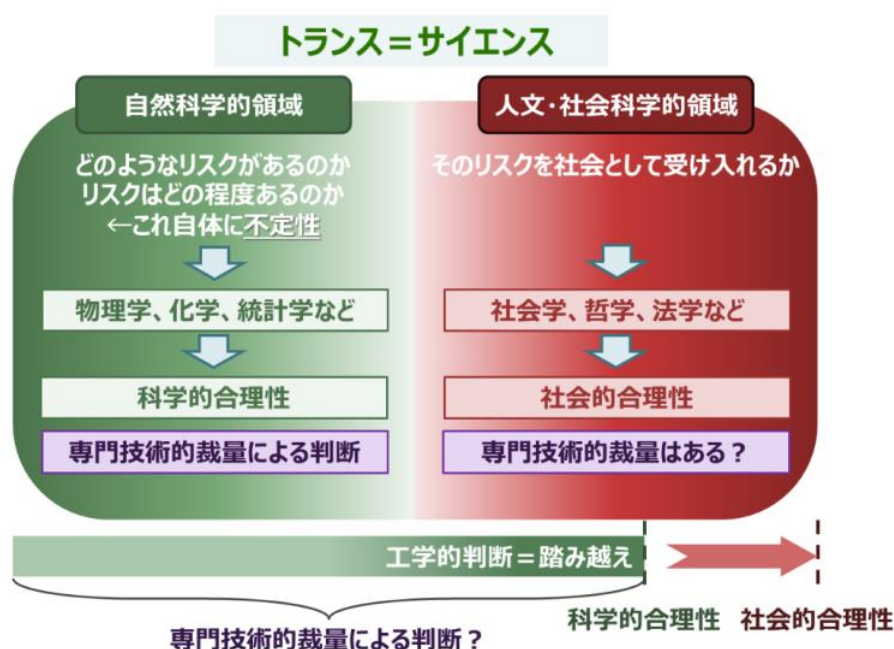 トランス＝サイエンス
自然科学的領域
どのようなリスクがあるのか
リスクはどの程度あるのか
←これ自体に不定性
物理学、化学、統計学など
科学的合理性
専門技術的裁量による判断
人文・社会科学的領域
そのリスクを社会として受け入れるか
社会学、哲学、法学など
社会的合理性
専門技術的裁量はある？
工学的判断＝踏み越え
科学的合理性
社会的合理性
専門技術的裁量による判断？